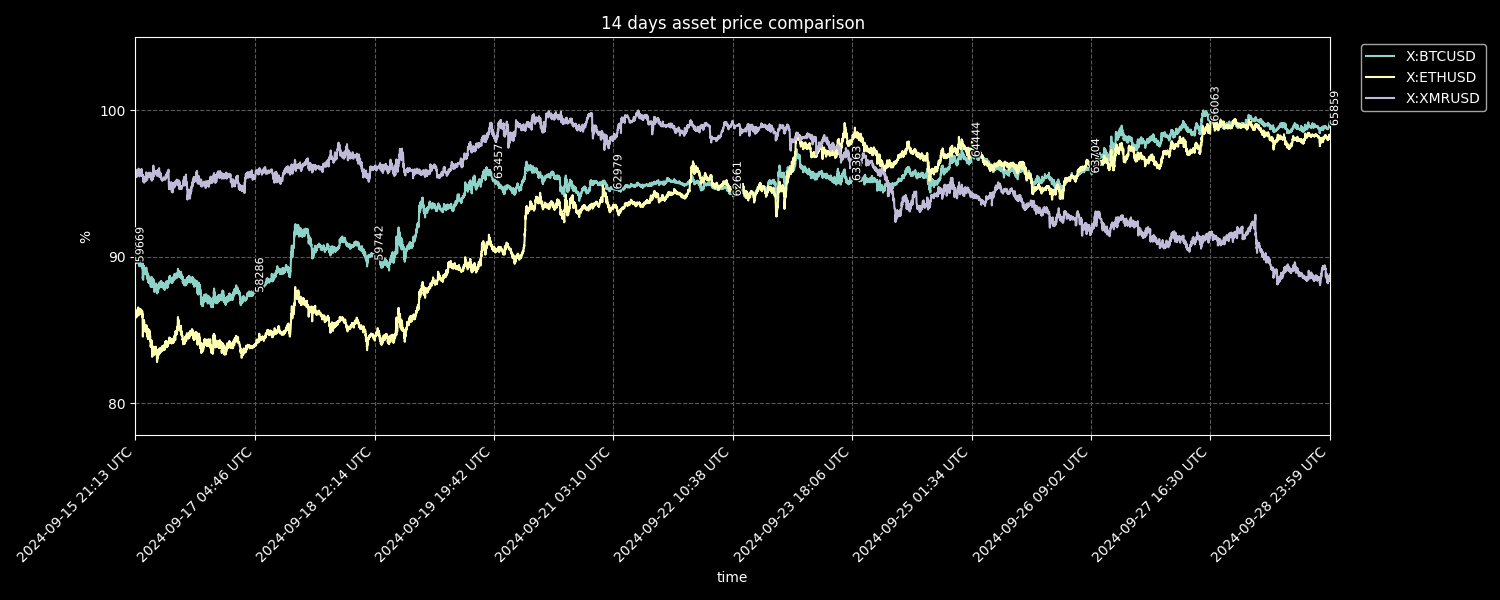 14 days asset price comparison
X:BTCUSD
X:ETHUSD
X:XMRUSD
%
100
90
80
59669
58286
59742
63457
62979
62661
63363
64444
63704
66063
65859
2024-09-15 21:13 UTC
2024-09-17 04:46 UTC
2024-09-18 12:14 UTC
2024-09-19 19:42 UTC
2024-09-21 03:10 UTC
2024-09-22 10:38 UTC
2024-09-23 18:06 UTC
2024-09-25 01:34 UTC
2024-09-26 09:02 UTC
2024-09-27 16:30 UTC
2024-09-28 23:59 UTC
time